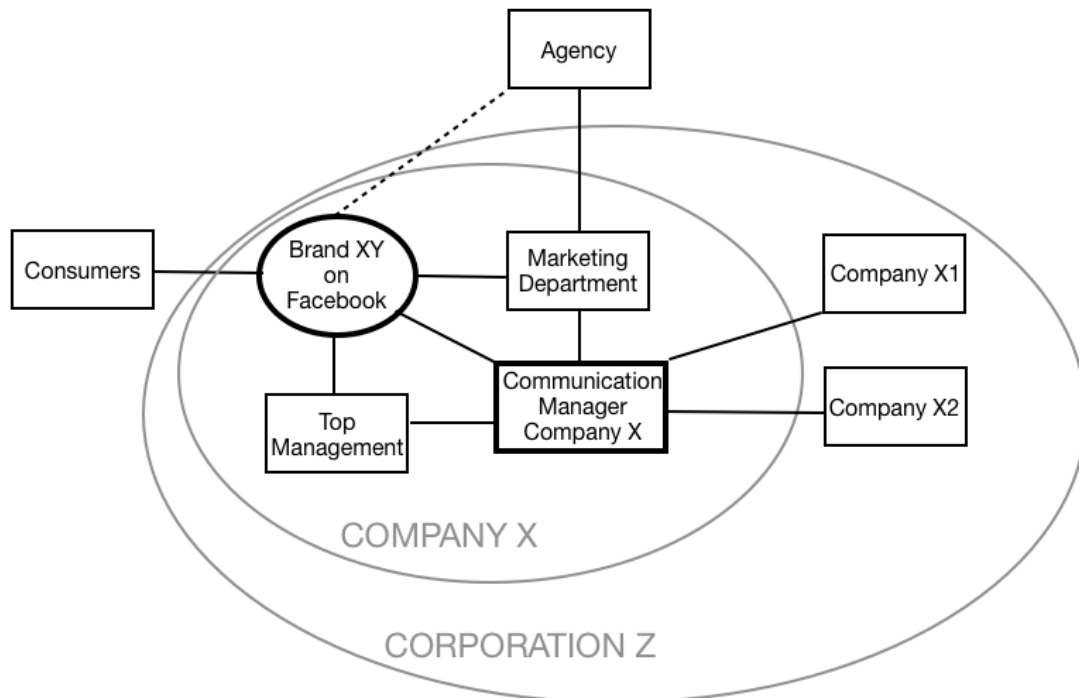 Agency
Consumers
Brand XY
on
Facebook
Marketing
Department
Company X1
Communication
Manager
Company X
Company X2
Top
Management
COMPANY X
CORPORATION Z